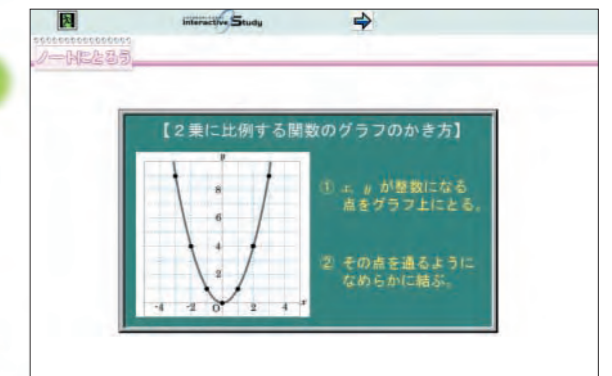 Interactive Study
ノートにとろう
【2乗に比例する関数のグラフのかき方】
y
8
6
4
2
-4 -2 O 2 4 x
① x, y が整数になる
点をグラフ上にとる。
② その点を通るように
なめらかに結ぶ。